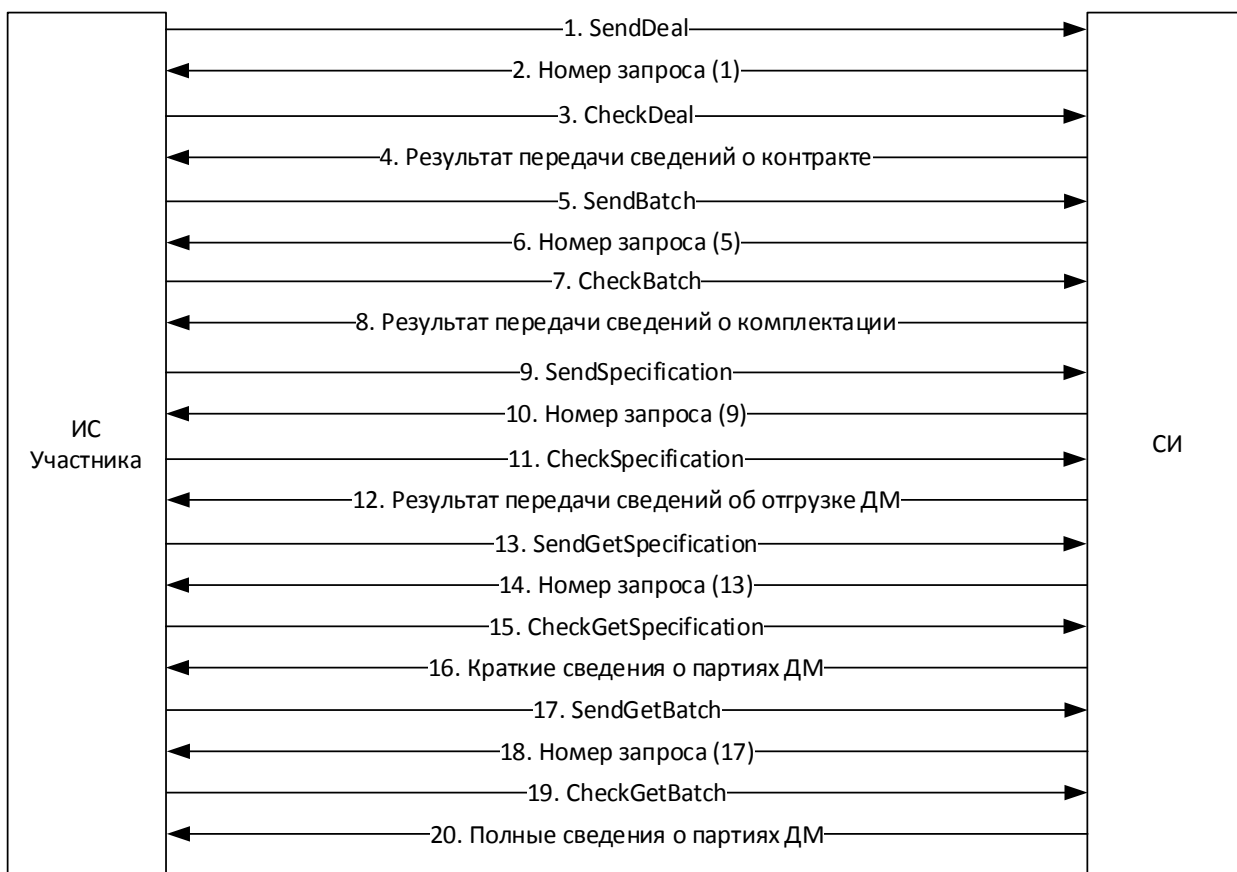 1. SendDeal
2. Номер запроса (1)
3. CheckDeal
4. Результат передачи сведений о контракте
5. SendBatch
6. Номер запроса (5)
7. CheckBatch
8. Результат передачи сведений о комплектации
9. SendSpecification
10. Номер запроса (9)
ИС
Участника
СИ
11. CheckSpecification
12. Результат передачи сведений об отгрузке ДМ
13. SendGetSpecification
14. Номер запроса (13)
15. CheckGetSpecification
16. Краткие сведения о партиях ДМ
17. SendGetBatch
18. Номер запроса (17)
19. CheckGetBatch
20. Полные сведения о партиях ДМ